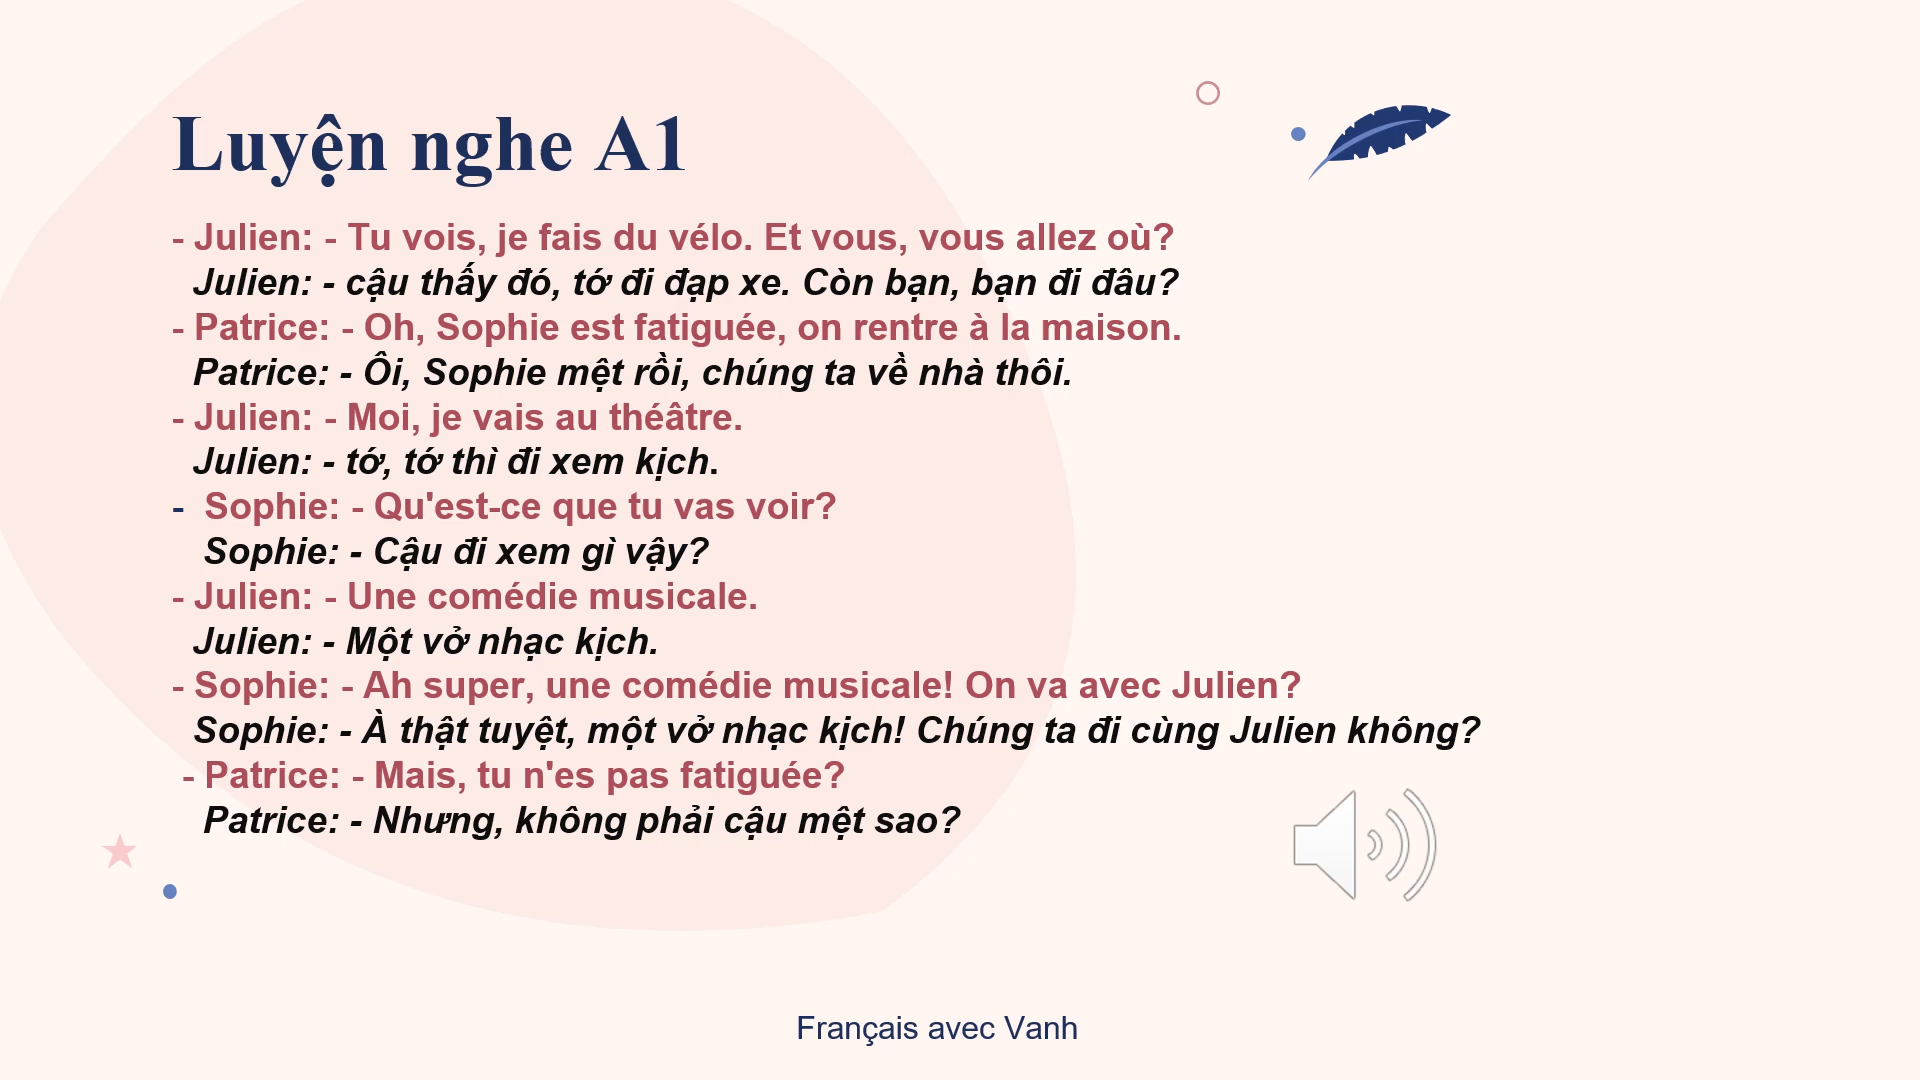 Luyện nghe A1
- Julien: - Tu vois, je fais du vélo. Et vous, vous allez où?
Julien: - cậu thấy đó, tớ đi đạp xe. Còn bạn, bạn đi đâu?
- Patrice: - Oh, Sophie est fatiguée, on rentre à la maison.
Patrice: - Ôi, Sophie mệt rồi, chúng ta về nhà thôi.
- Julien: - Moi, je vais au théâtre.
Julien: - tớ, tớ thì đi xem kịch.
- Sophie: - Qu'est-ce que tu vas voir?
Sophie: - Cậu đi xem gì vậy?
- Julien: - Une comédie musicale.
Julien: - Một vở nhạc kịch.
- Sophie: - Ah super, une comédie musicale! On va avec Julien?
Sophie: - À thật tuyệt, một vở nhạc kịch! Chúng ta đi cùng Julien không?
- Patrice: - Mais, tu n'es pas fatiguée?
Patrice: - Nhưng, không phải cậu mệt sao?
Français avec Vanh